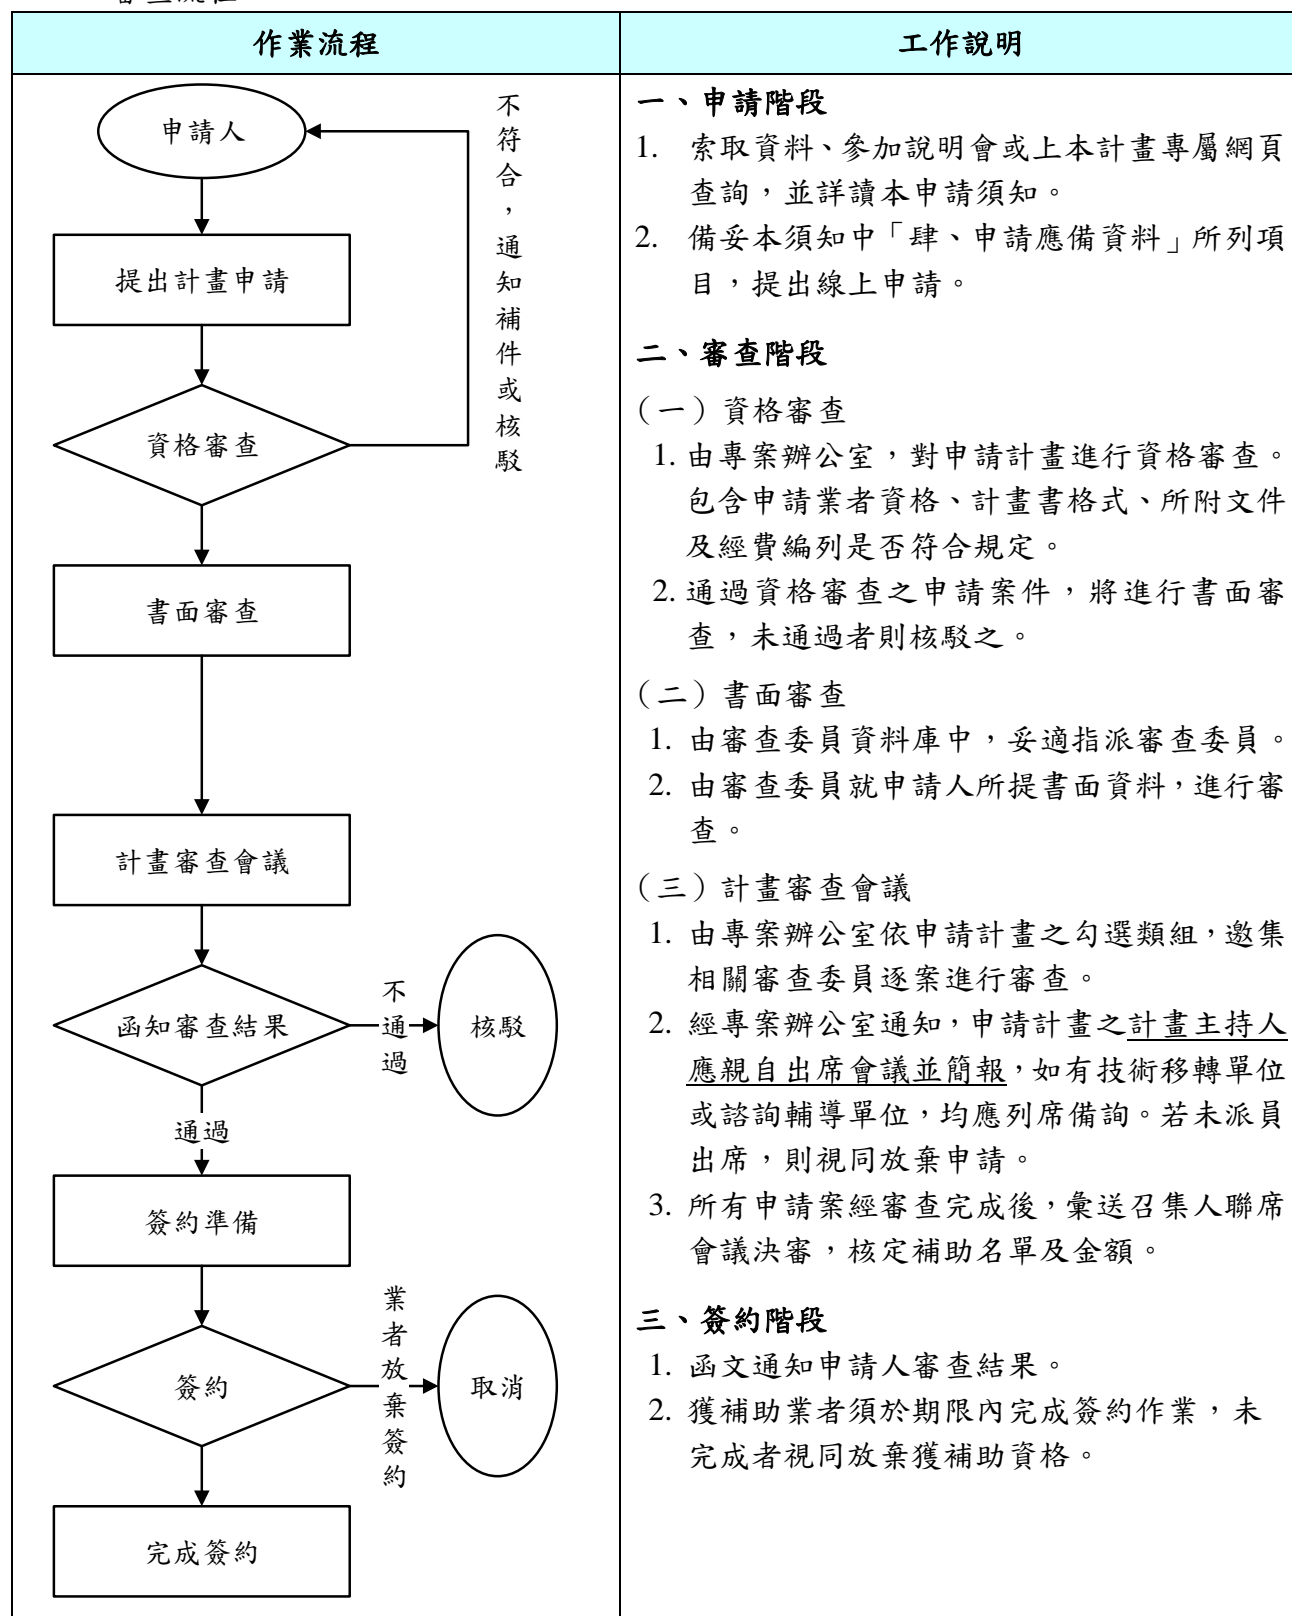 作業流程
工作說明
申請人
提出計畫申請
資格審查
不符合，通知補件或核駁
書面審查
計畫審查會議
函知審查結果
不通過
核駁
通過
簽約準備
簽約
業者放棄簽約
取消
完成簽約
一、申請階段
1. 索取資料、參加說明會或上本計畫專屬網頁
查詢，並詳讀本申請須知。
2. 備妥本須知中「肆、申請應備資料」所列項
目，提出線上申請。
二、審查階段
（一）資格審查
1. 由專案辦公室，對申請計畫進行資格審查。
包含申請業者資格、計畫書格式、所附文件
及經費編列是否符合規定。
2. 通過資格審查之申請案件，將進行書面審
查，未通過者則核駁之。
（二）書面審查
1. 由審查委員資料庫中，妥適指派審查委員。
2. 由審查委員就申請人所提書面資料，進行審
查。
（三）計畫審查會議
1. 由專案辦公室依申請計畫之勾選類組，邀集
相關審查委員逐案進行審查。
2. 經專案辦公室通知，申請計畫之計畫主持人
應親自出席會議並簡報，如有技術移轉單位
或諮詢輔導單位，均應列席備詢。若未派員
出席，則視同放棄申請。
3. 所有申請案經審查完成後，彙送召集人聯席
會議決審，核定補助名單及金額。
三、簽約階段
1. 函文通知申請人審查結果。
2. 獲補助業者須於期限內完成簽約作業，未
完成者視同放棄獲補助資格。